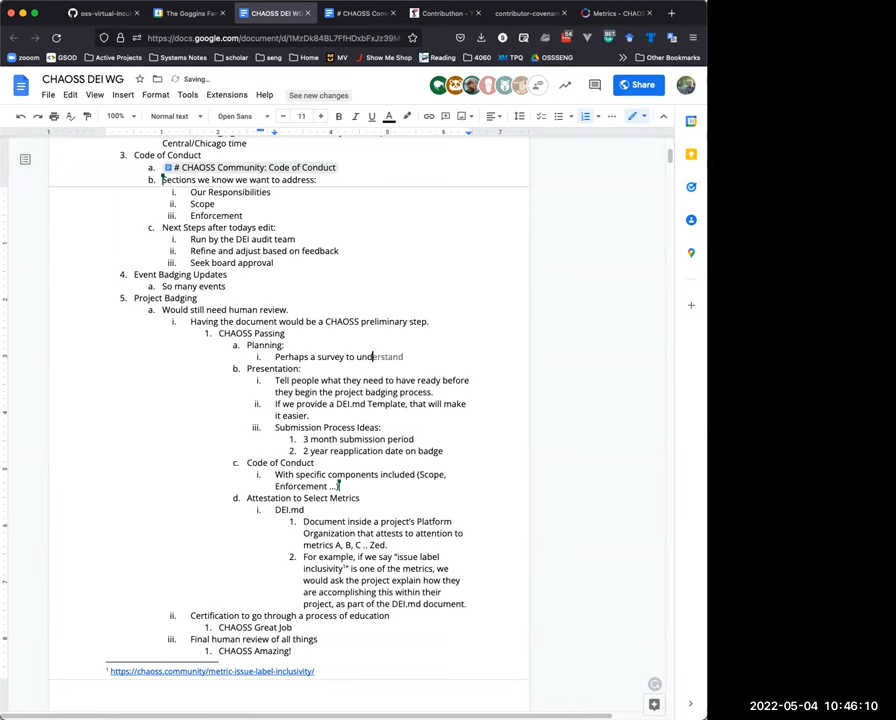 oss-virtual-incu
The Goggins Fan
CHAOSS DEI WG
# CHAOSS Com
Contributhon - T
contributor-covenant
Metrics - CHAOS
https://docs.google.com/document/d/1MzDk84BL7FfHDxbFxJz39M
zooom
GSOD
Active Projects
Systems Notes
scholar
seng
Home
MV
Show Me Shop
Reading
4060
XM
TPQ
OSSSENG
Other Bookmarks
CHAOSS DEI WG
Saving...
File Edit View Insert Format Tools Extensions Help See new changes
Share
100% Normal text 11 B I U A
Central/Chicago time
3. Code of Conduct
a. # CHAOSS Community: Code of Conduct
b. Sections we know we want to address:
i. Our Responsibilities
ii. Scope
iii. Enforcement
c. Next Steps after todays edit:
i. Run by the DEI audit team
ii. Refine and adjust based on feedback
iii. Seek board approval
4. Event Badging Updates
a. So many events
5. Project Badging
a. Would still need human review.
i. Having the document would be a CHAOSS preliminary step.
1. CHAOSS Passing
a. Planning:
i. Perhaps a survey to understand
b. Presentation:
i. Tell people what they need to have ready before
they begin the project badging process.
ii. If we provide a DEI.md Template, that will make
it easier.
iii. Submission Process Ideas:
1. 3 month submission period
2. 2 year reapplication date on badge
c. Code of Conduct
i. With specific components included (Scope,
Enforcement ...)
d. Attestation to Select Metrics
i. DEI.md
1. Document inside a project's Platform
Organization that attests to attention to
metrics A, B, C .. Zed.
2. For example, if we say "issue label
inclusivity¹" is one of the metrics, we
would ask the project explain how they
are accomplishing this within their
project, as part of the DEI.md document.
ii. Certification to go through a process of education
1. CHAOSS Great Job
iii. Final human review of all things
1. CHAOSS Amazing!
¹ https://chaoss.community/metric-issue-label-inclusivity/
2022-05-04 10:46:10